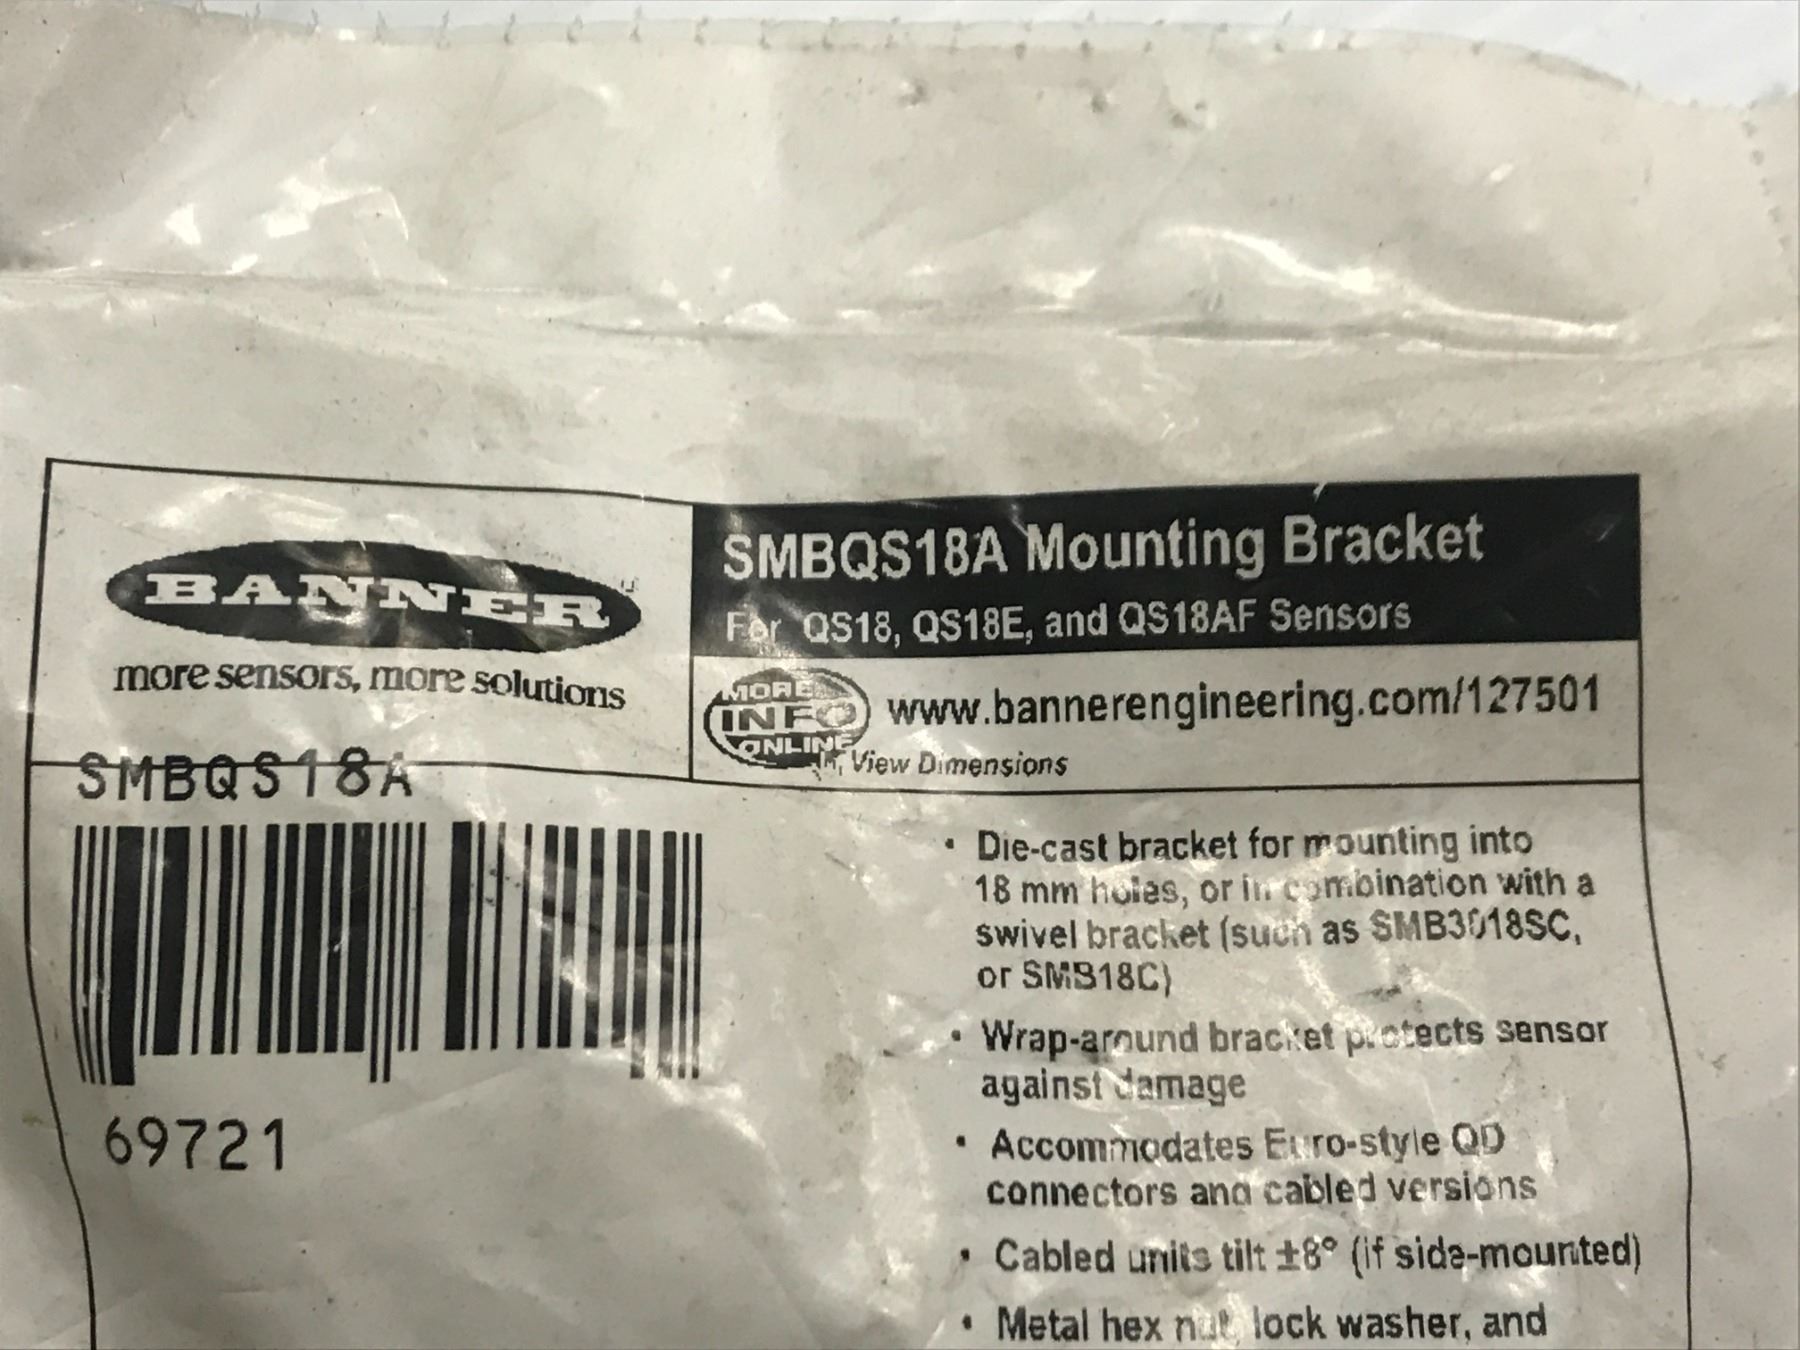 BANNER
more sensors, more solutions
SMBQS18A Mounting Bracket
For QS18, QS18E, and QS18AF Sensors
MORE
INFO
ONLINE
www.bannerengineering.com/127501
View Dimensions
SMBQS18A
69721
• Die-cast bracket for mounting into
18 mm holes, or in combination with a
swivel bracket (such as SMB3018SC,
or SMB18C)
• Wrap-around bracket protects sensor
against damage
• Accommodates Euro-style QD
connectors and cabled versions
• Cabled units tilt ±8° (if side-mounted)
• Metal hex nut, lock washer, and